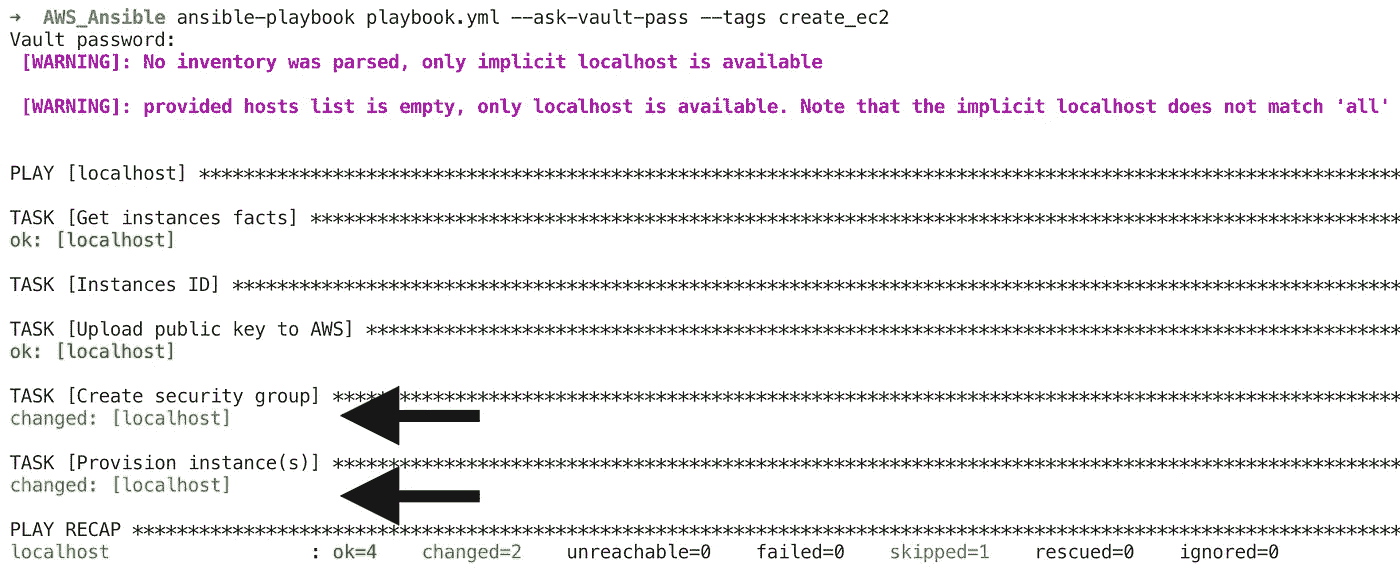 → AWS_Ansible ansible-playbook playbook.yml --ask-vault-pass --tags create_ec2
Vault password:
[WARNING]: No inventory was parsed, only implicit localhost is available
[WARNING]: provided hosts list is empty, only localhost is available. Note that the implicit localhost does not match 'all'
PLAY [localhost] ************************************************************************************************************
TASK [Get instances facts] **************************************************************************************************
ok: [localhost]
TASK [Instances ID] *********************************************************************************************************
TASK [Upload public key to AWS] *********************************************************************************************
ok: [localhost]
TASK [Create security group] ************************************************************************************************
changed: [localhost]
TASK [Provision instance(s)] ************************************************************************************************
changed: [localhost]
PLAY RECAP ******************************************************************************************************************
localhost : ok=4 changed=2 unreachable=0 failed=0 skipped=1 rescued=0 ignored=0